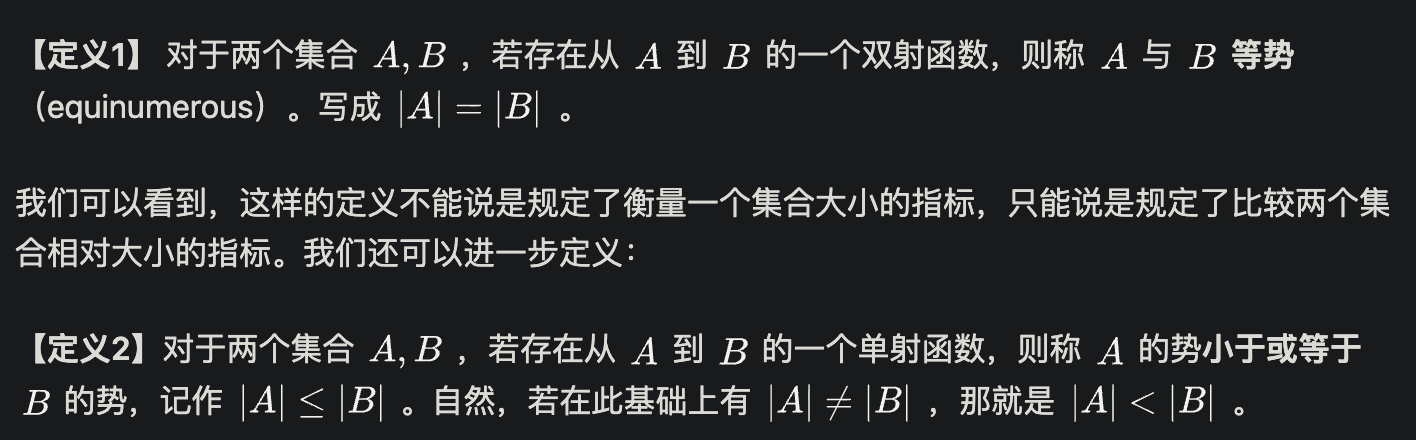 【定义1】 对于两个集合 A, B ，若存在从 A 到 B 的一个双射函数，则称 A 与 B 等势
（equinumerous）。写成 |A| = |B| 。
我们可以看到，这样的定义不能说是规定了衡量一个集合大小的指标，只能说是规定了比较两个集
合相对大小的指标。我们还可以进一步定义：
【定义2】对于两个集合 A, B ，若存在从 A 到 B 的一个单射函数，则称 A 的势小于或等于
B 的势，记作 |A| ≤ |B| 。自然，若在此基础上有 |A| ≠ |B| ，那就是 |A| < |B| 。